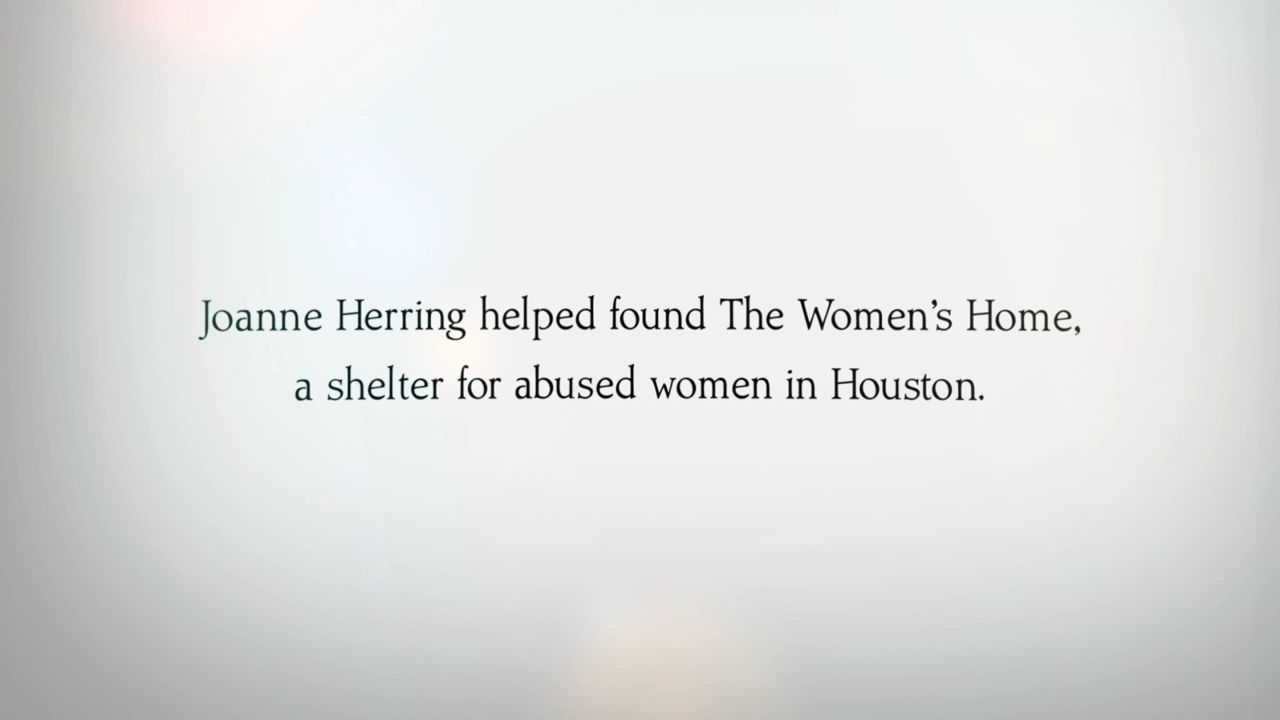 Joanne Herring helped found The Women’s Home,
a shelter for abused women in Houston.